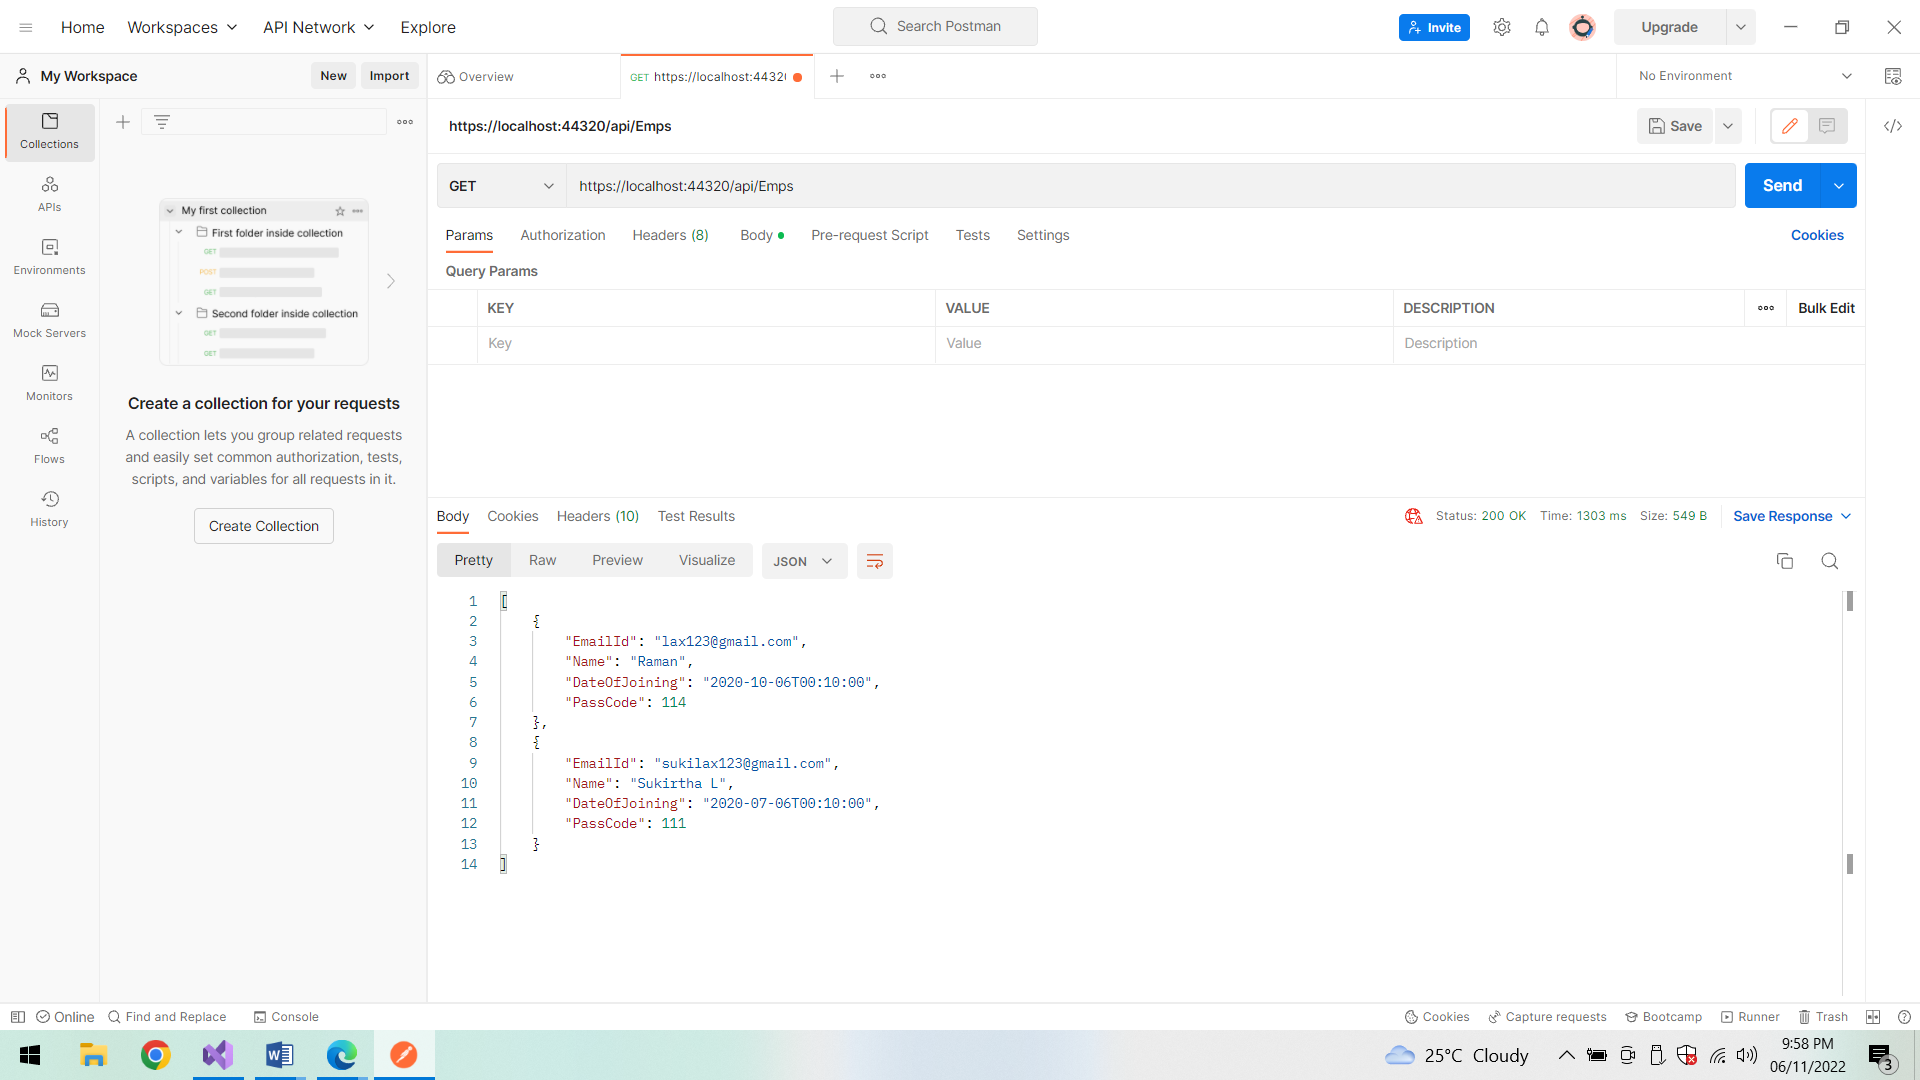 Home Workspaces API Network Explore Search Postman Invite Upgrade
My Workspace New Import Overview GET https://localhost:4432 No Environment
Collections
APIs
Environments
Mock Servers
Monitors
Flows
History
My first collection
First folder inside collection
GET
POST
GET
Second folder inside collection
GET
GET
Create a collection for your requests
A collection lets you group related requests
and easily set common authorization, tests,
scripts, and variables for all requests in it.
Create Collection
https://localhost:44320/api/Emps Save
GET https://localhost:44320/api/Emps Send
Params Authorization Headers (8) Body Pre-request Script Tests Settings Cookies
Query Params
KEY VALUE DESCRIPTION Bulk Edit
Key Value Description
Body Cookies Headers (10) Test Results Status: 200 OK Time: 1303 ms Size: 549 B Save Response
Pretty Raw Preview Visualize JSON
1 [
2 {
3 "EmailId": "lax123@gmail.com",
4 "Name": "Raman",
5 "DateOfJoining": "2020-10-06T00:10:00",
6 "PassCode": 114
7 },
8 {
9 "EmailId": "sukilax123@gmail.com",
10 "Name": "Sukirtha L",
11 "DateOfJoining": "2020-07-06T00:10:00",
12 "PassCode": 111
13 }
14 ]
Online Find and Replace Console Cookies Capture requests Bootcamp Runner Trash
25°C Cloudy 9:58 PM
06/11/2022 3